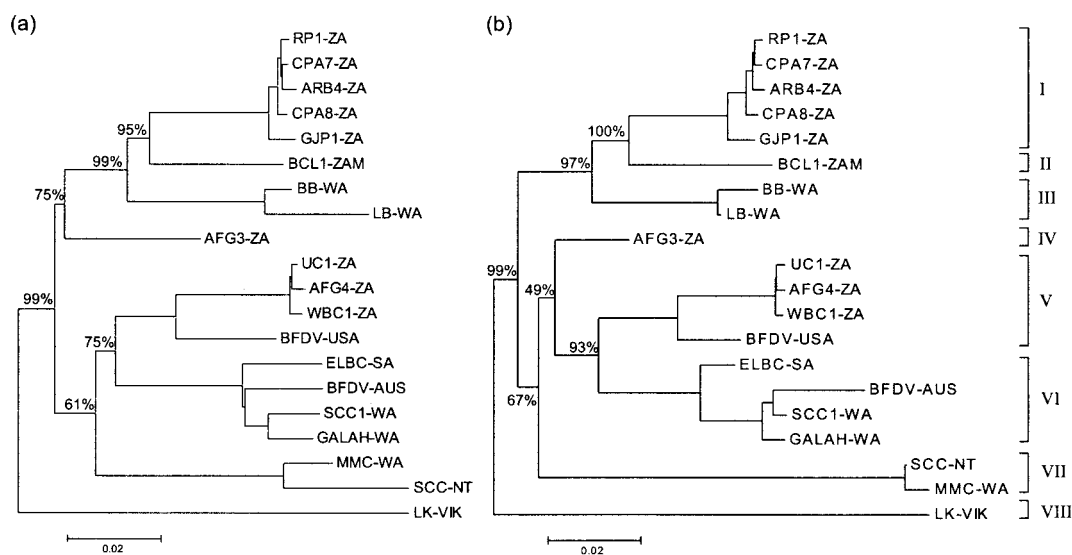 (a)
RP1-ZA
CPA7-ZA
ARB4-ZA
CPA8-ZA
GJP1-ZA
BCL1-ZAM
BB-WA
LB-WA
AFG3-ZA
UC1-ZA
AFG4-ZA
WBC1-ZA
BFDV-USA
ELBC-SA
BFDV-AUS
SCC1-WA
GALAH-WA
MMC-WA
SCC-NT
LK-VIK
95%
99%
75%
99%
75%
61%
0.02
(b)
RP1-ZA
CPA7-ZA
ARB4-ZA
CPA8-ZA
GJP1-ZA
BCL1-ZAM
BB-WA
LB-WA
AFG3-ZA
UC1-ZA
AFG4-ZA
WBC1-ZA
BFDV-USA
ELBC-SA
BFDV-AUS
SCC1-WA
GALAH-WA
SCC-NT
MMC-WA
LK-VIK
100%
97%
99%
49%
93%
67%
0.02
I
II
III
IV
V
VI
VII
VIII